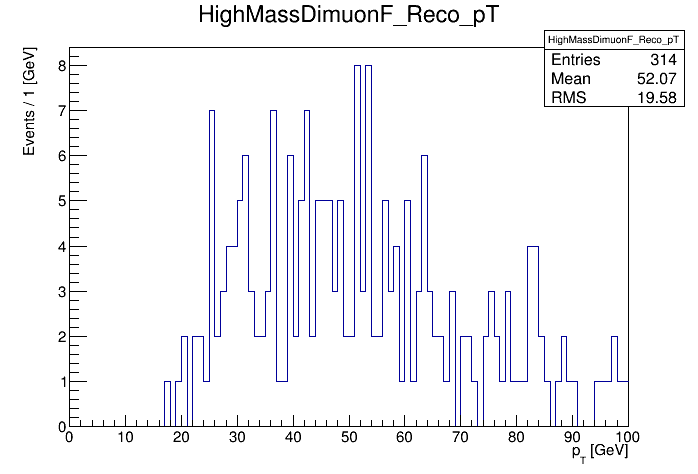 HighMassDimuonF_Reco_pT
HighMassDimuonF_Reco_pT
Entries 314
Mean 52.07
RMS 19.58
Events / 1 [GeV]
8
7
6
5
4
3
2
1
0
0 10 20 30 40 50 60 70 80 90 100
p_T [GeV]